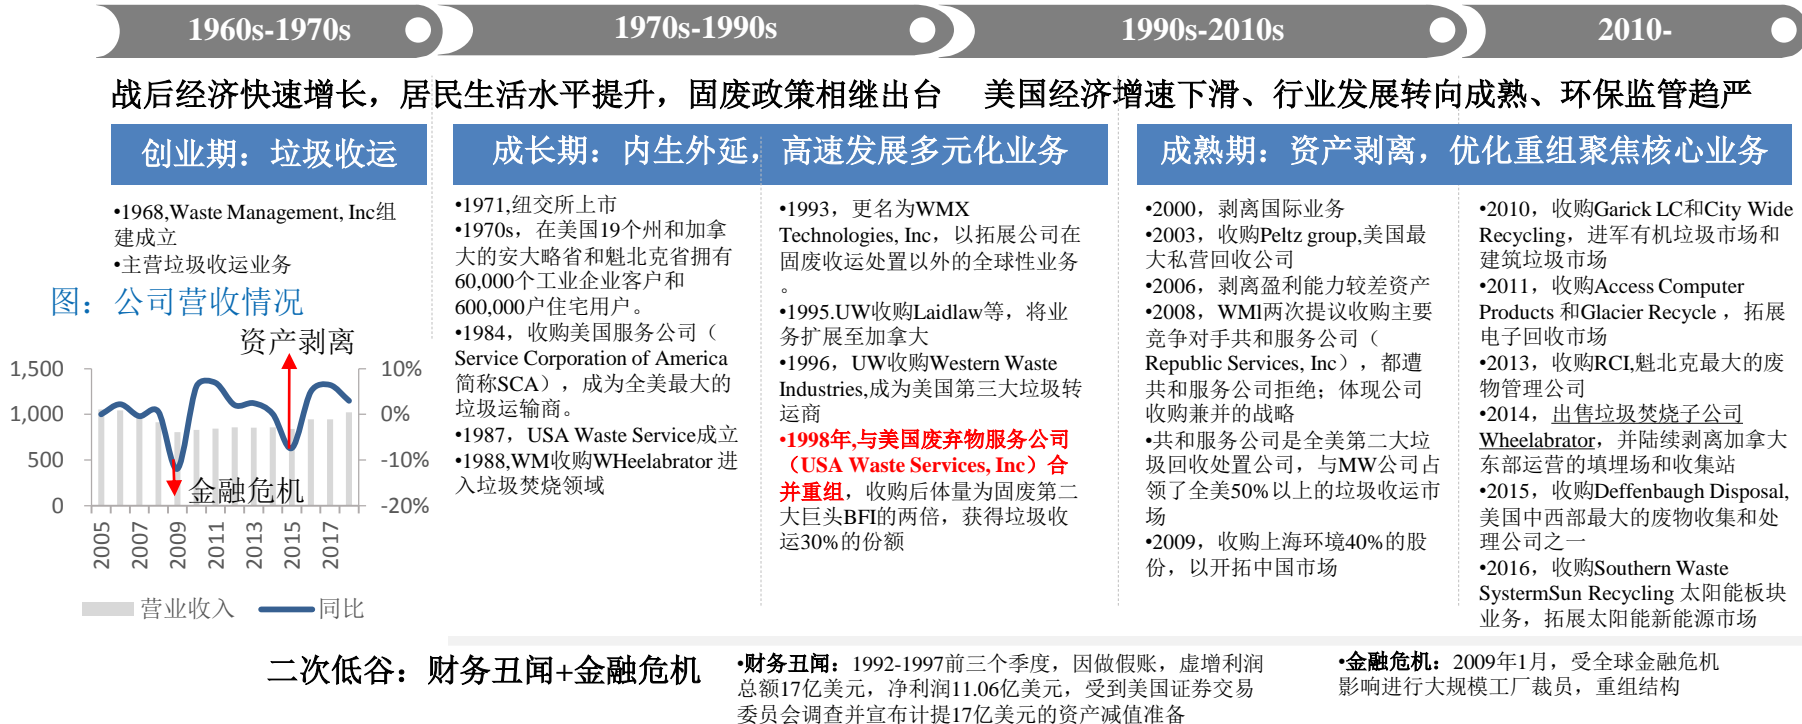 1960s-1970s
1970s-1990s
1990s-2010s
2010-
战后经济快速增长，居民生活水平提升，固废政策相继出台
美国经济增速下滑、行业发展转向成熟、环保监管趋严
创业期：垃圾收运
成长期：内生外延，高速发展多元化业务
成熟期：资产剥离，优化重组聚焦核心业务
•1968,Waste Management, Inc组
建成立
•主营垃圾收运业务
图：公司营收情况
资产剥离
1,500
1,000
500
0
10%
0%
-10%
-20%
金融危机
2005
2007
2009
2011
2013
2015
2017
营业收入
同比
•1971,纽交所上市
•1970s，在美国19个州和加拿
大的安大略省和魁北克省拥有
60,000个工业企业客户和
600,000户住宅用户。
•1984，收购美国服务公司（
Service Corporation of America
简称SCA），成为全美最大的
垃圾运输商。
•1987，USA Waste Service成立
•1988,WM收购WHeelabrator 进
入垃圾焚烧领域
•1993，更名为WMX
Technologies, Inc，以拓展公司在
固废收运处置以外的全球性业务
。
•1995.UW收购Laidlaw等，将业
务扩展至加拿大
•1996，UW收购Western Waste
Industries,成为美国第三大垃圾转
运商
•1998年,与美国废弃物服务公司
（USA Waste Services, Inc）合
并重组，收购后体量为固废第二
大巨头BFI的两倍，获得垃圾收
运30%的份额
•2000，剥离国际业务
•2003，收购Peltz group,美国最
大私营回收公司
•2006，剥离盈利能力较差资产
•2008，WMI两次提议收购主要
竞争对手共和服务公司（
Republic Services, Inc），都遭
共和服务公司拒绝；体现公司
收购兼并的战略
•共和服务公司是全美第二大垃
圾回收处置公司，与MW公司占
领了全美50%以上的垃圾收运市
场
•2009，收购上海环境40%的股
份，以开拓中国市场
•2010，收购Garick LC和City Wide
Recycling，进军有机垃圾市场和
建筑垃圾市场
•2011，收购Access Computer
Products 和Glacier Recycle ，拓展
电子回收市场
•2013，收购RCI,魁北克最大的废
物管理公司
•2014，出售垃圾焚烧子公司
Wheelabrator，并陆续剥离加拿大
东部运营的填埋场和收集站
•2015，收购Deffenbaugh Disposal,
美国中西部最大的废物收集和处
理公司之一
•2016，收购Southern Waste
SystermSun Recycling 太阳能板块
业务，拓展太阳能新能源市场
二次低谷：财务丑闻+金融危机
•财务丑闻：1992-1997前三个季度，因做假账，虚增利润
总额17亿美元，净利润11.06亿美元，受到美国证券交易
委员会调查并宣布计提17亿美元的资产减值准备
•金融危机：2009年1月，受全球金融危机
影响进行大规模工厂裁员，重组结构